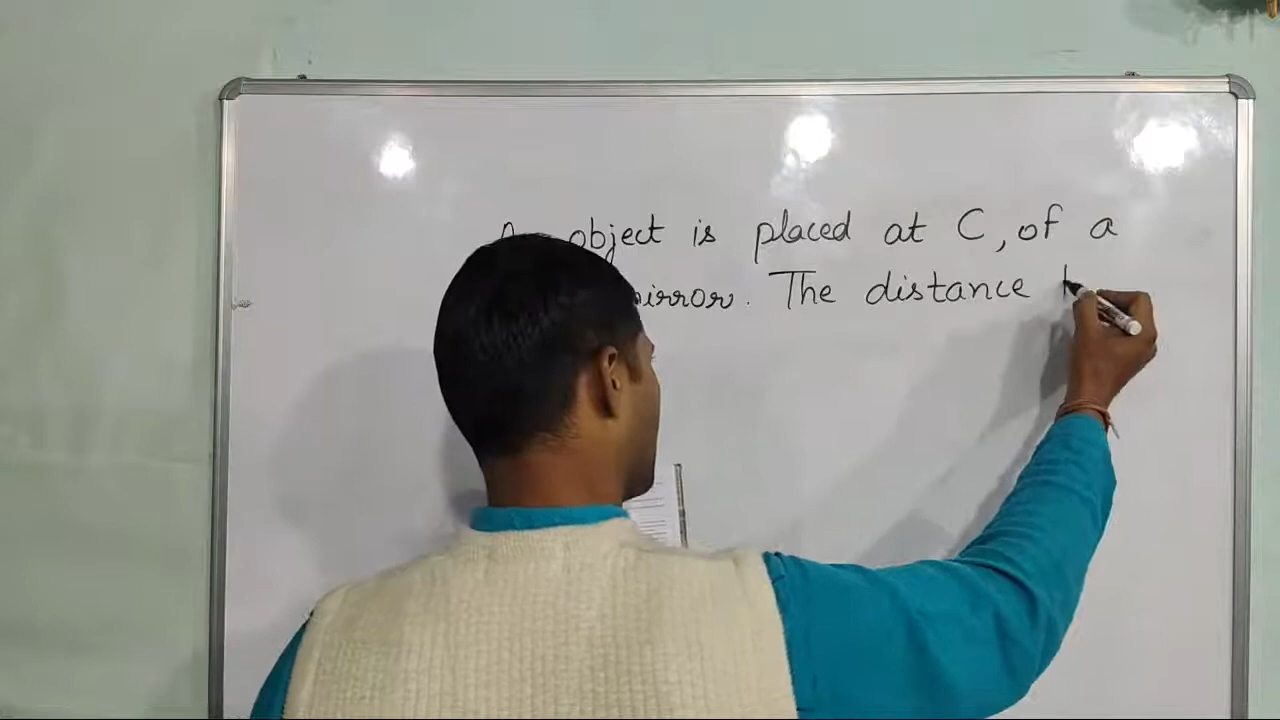 object is placed at C, of a
mirror. The distance